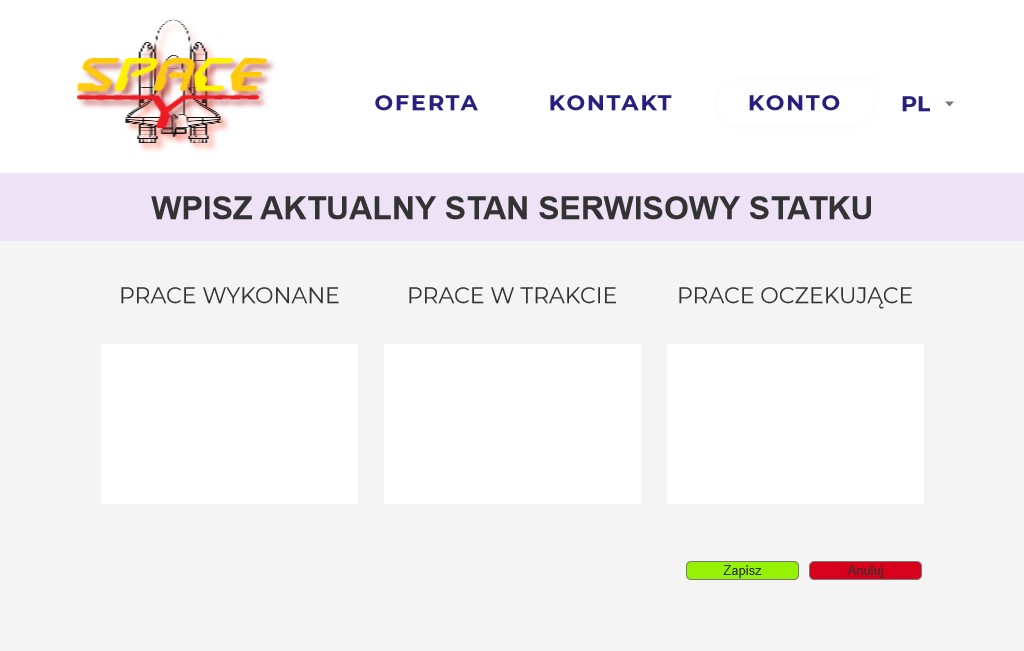 SPACE
Y
OFERTA KONTAKT KONTO PL
WPISZ AKTUALNY STAN SERWISOWY STATKU
PRACE WYKONANE PRACE W TRAKCIE PRACE OCZEKUJĄCE
Zapisz Anuluj